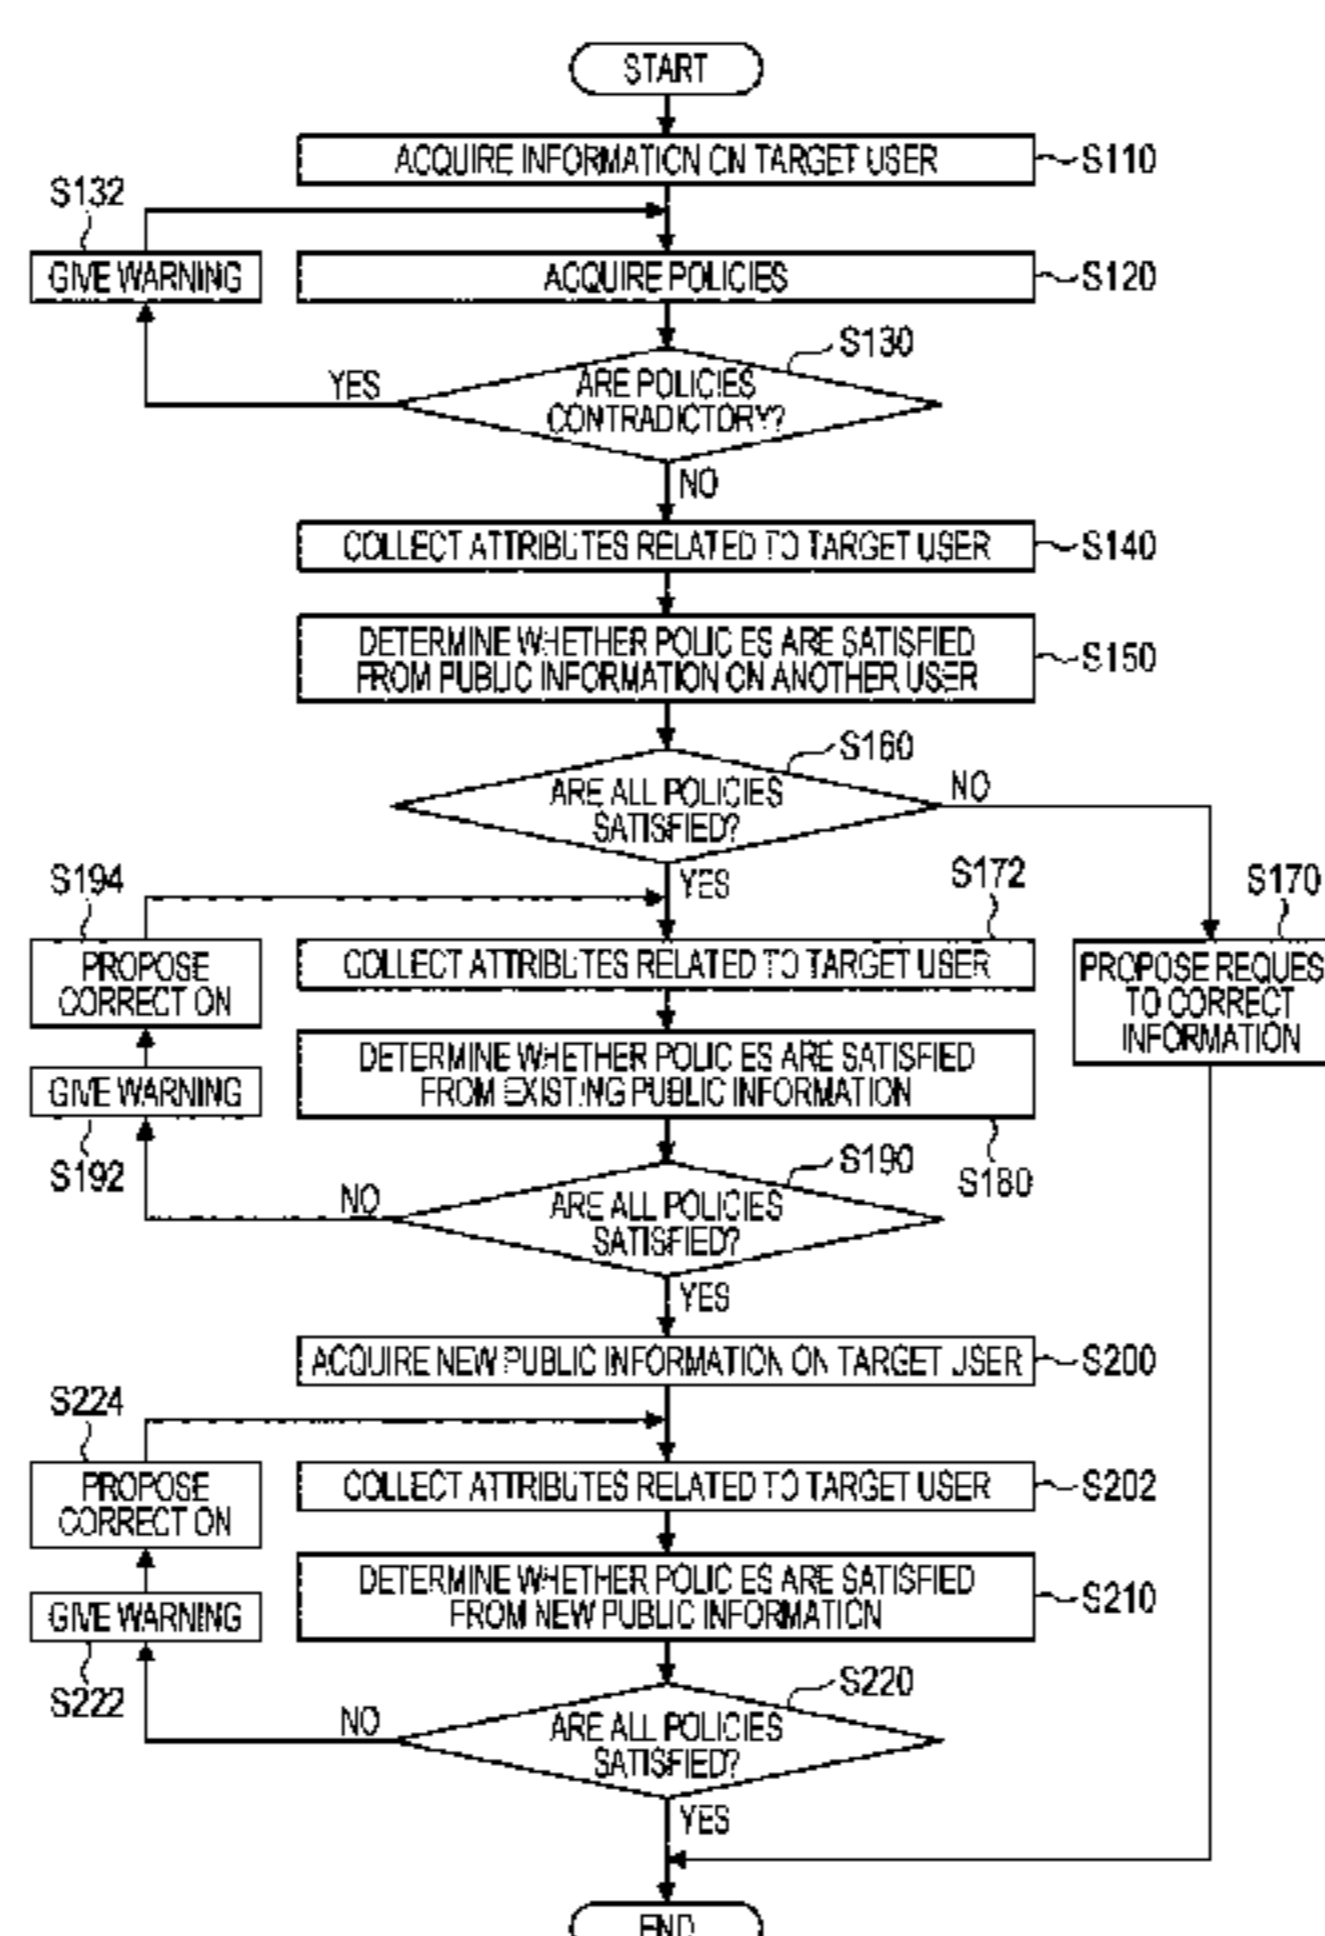 START
ACQUIRE INFORMATION ON TARGET USER
S110
S132
GIVE WARNING
ACQUIRE POLICIES
S120
S130
YES
ARE POLICIES
CONTRADICTORY?
NO
COLLECT ATTRIBUTES RELATED TO TARGET USER
S140
DETERMINE WHETHER POLICIES ARE SATISFIED
FROM PUBLIC INFORMATION ON ANOTHER USER
S150
S160
ARE ALL POLICIES
SATISFIED?
NO
YES
S194
S172
S170
PROPOSE
CORRECTION
COLLECT ATTRIBUTES RELATED TO TARGET USER
PROPOSE REQUES
TO CORRECT
INFORMATION
GIVE WARNING
S192
DETERMINE WHETHER POLICIES ARE SATISFIED
FROM EXISTING PUBLIC INFORMATION
S180
S190
NO
ARE ALL POLICIES
SATISFIED?
YES
ACQUIRE NEW PUBLIC INFORMATION ON TARGET USER
S200
S224
PROPOSE
CORRECTION
COLLECT ATTRIBUTES RELATED TO TARGET USER
S202
GIVE WARNING
S222
DETERMINE WHETHER POLICIES ARE SATISFIED
FROM NEW PUBLIC INFORMATION
S210
S220
NO
ARE ALL POLICIES
SATISFIED?
YES
END